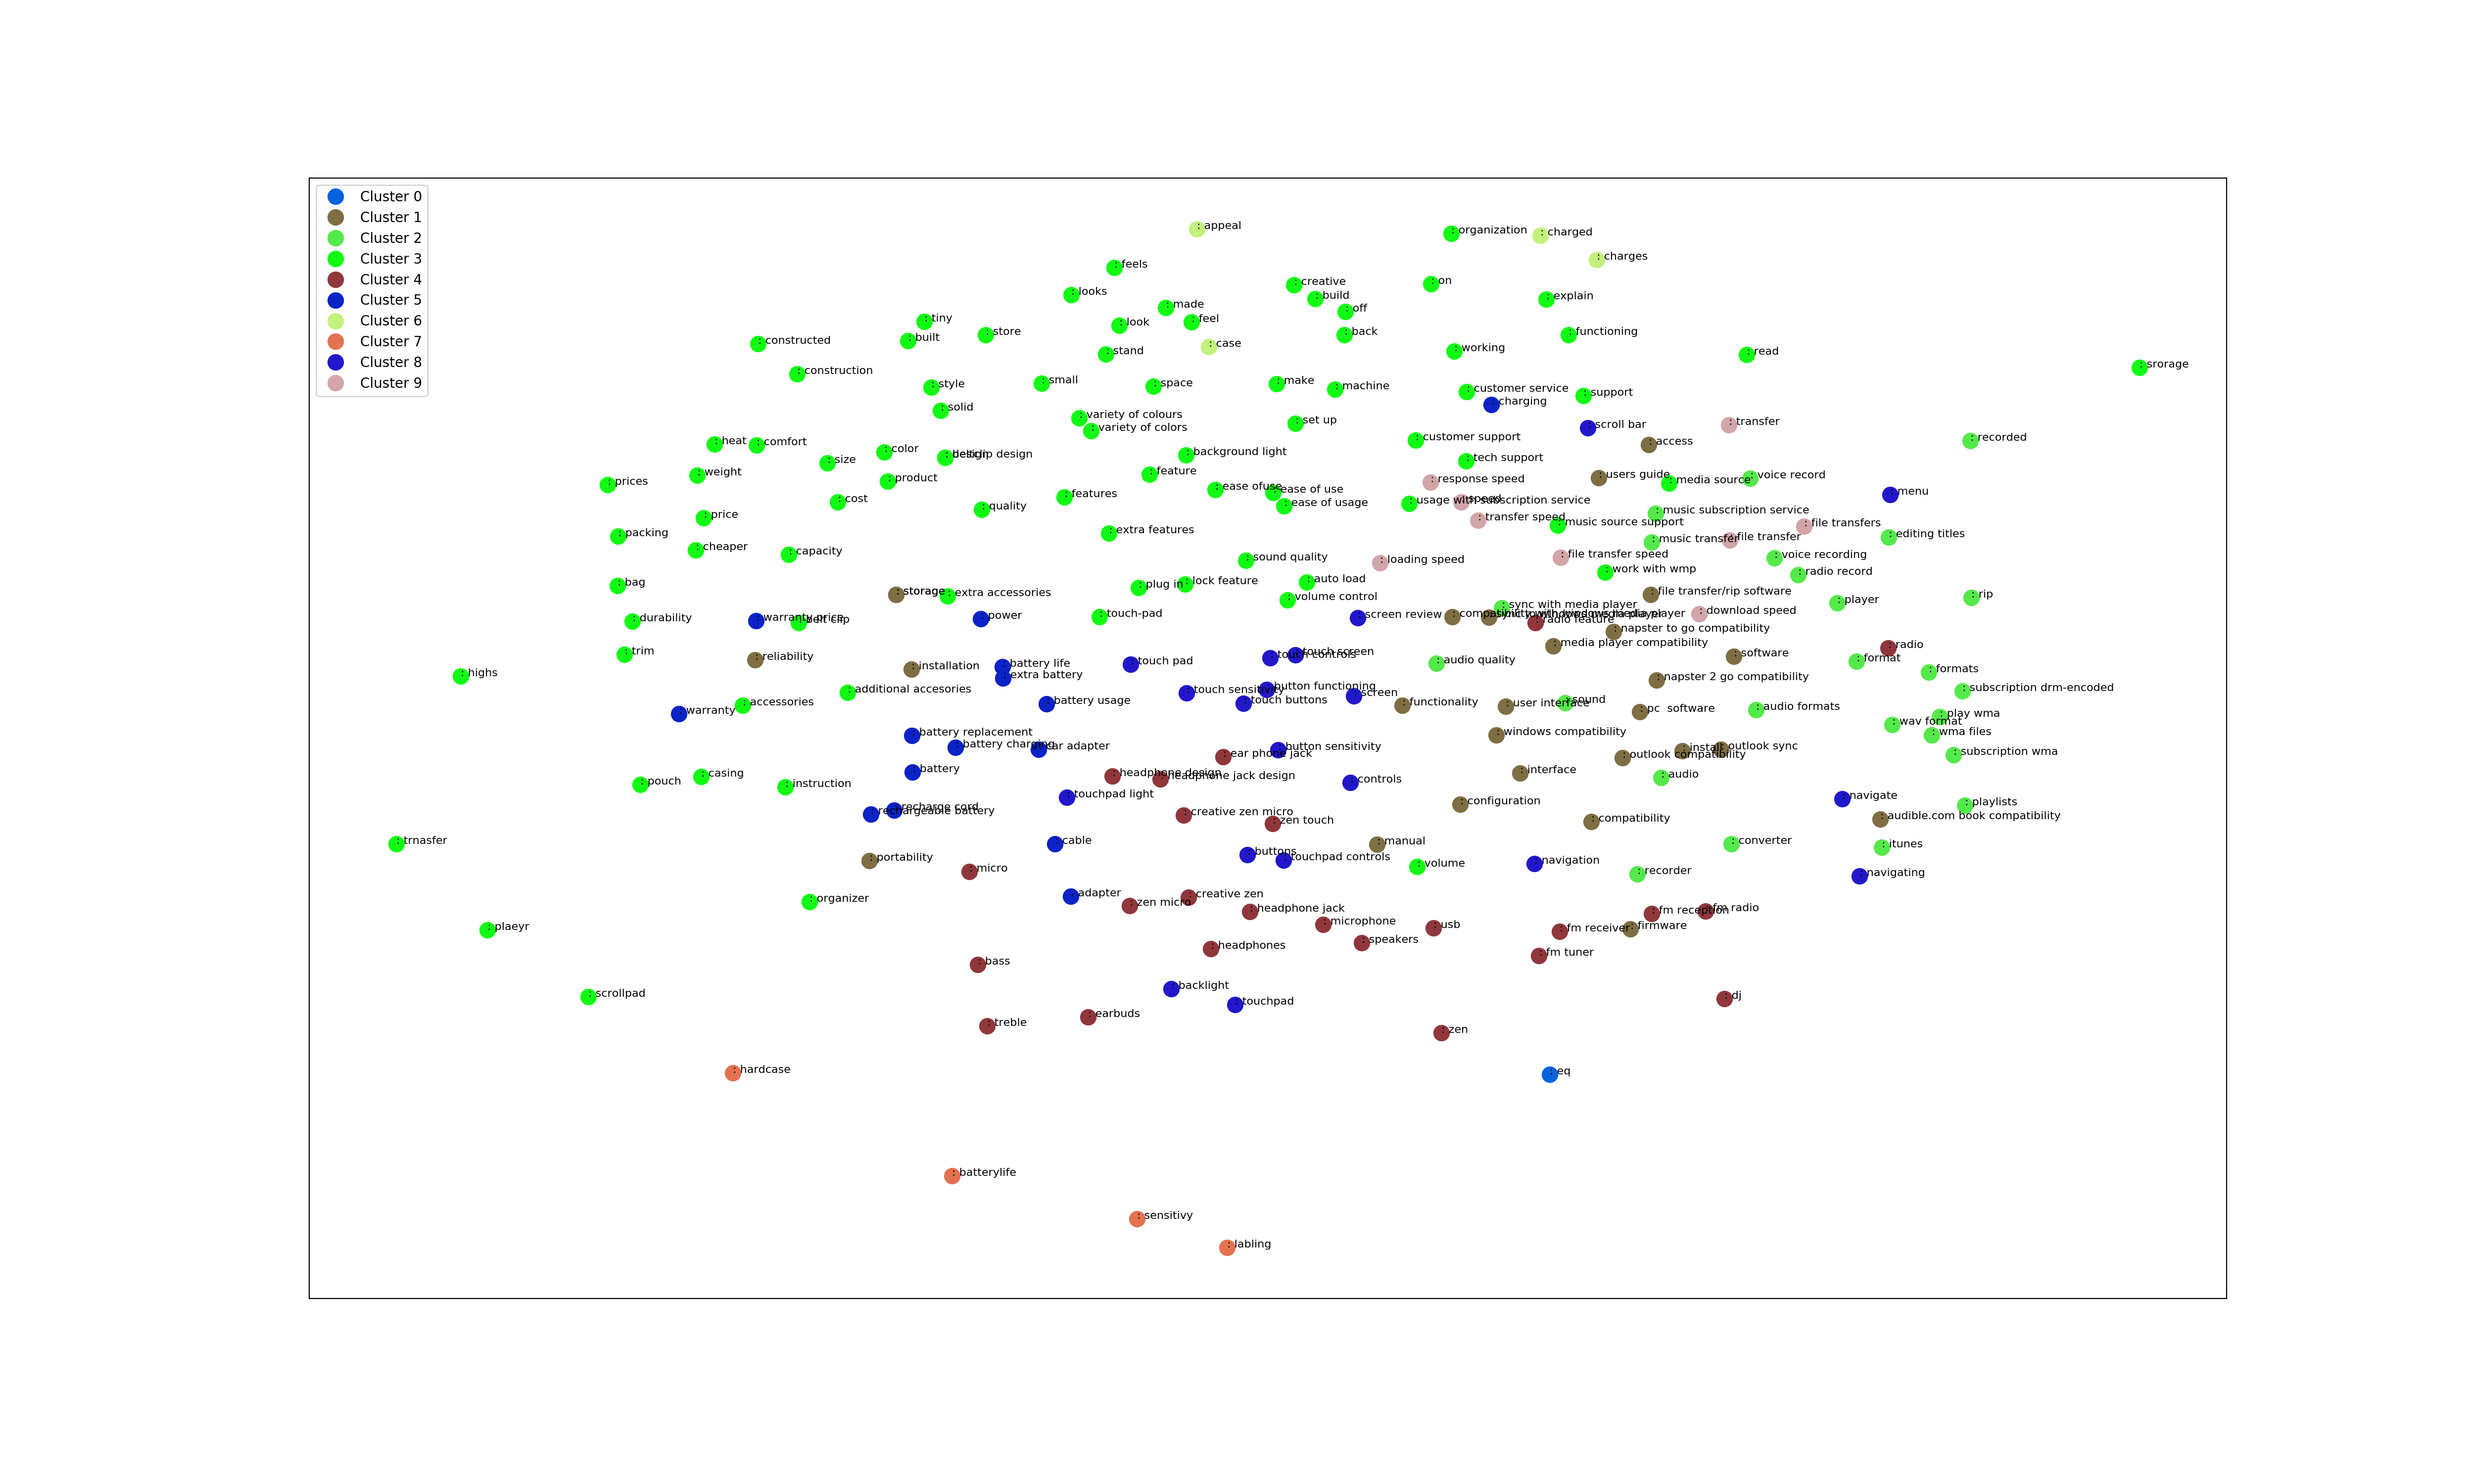 Cluster 0
Cluster 1
Cluster 2
Cluster 3
Cluster 4
Cluster 5
Cluster 6
Cluster 7
Cluster 8
Cluster 9
: appeal
: organization
: charged
: charges
: feels
: creative
: on
: looks
: build
: explain
: made
: off
: tiny
: look
: feel
: store
: back
: functioning
: built
: constructed
: case
: working
: stand
: read
: srorage
: construction
: small
: style
: space
: make
: machine
: customer service
: support
: charging
: solid
: variety of colours
: set up
: transfer
: scroll bar
: variety of colors
: heat
: comfort
: customer support
: access
: recorded
: color
: background light
: belt clip design
: size
: tech support
: weight
: feature
: users guide
: voice record
: prices
: product
: response speed
: media source
: ease ofuse
: ease of use
: features
: menu
: cost
: ease of usage
: usage with subscription service
: speed
: quality
: price
: music subscription service
: transfer speed
: music source support
: file transfers
: packing
: extra features
: editing titles
: music transfer
: file transfer
: cheaper
: capacity
: sound quality
: loading speed
: file transfer speed
: voice recording
: work with wmp
: radio record
: bag
: plug in
: lock feature
: auto load
: storage
: extra accessories
: volume control
: file transfer/rip software
: player
: rip
: sync with media player
: download speed
: durability
: warranty price
: belt clip
: power
: touch-pad
: screen review
: compatibility with windows media player
: radio feature
: napster to go compatibility
: trim
: reliability
: media player compatibility
: radio
: touch controls
: touch screen
: software
: highs
: installation
: battery life
: touch pad
: audio quality
: format
: extra battery
: formats
: napster 2 go compatibility
: additional accesories
: touch sensitivity
: button functioning
: screen
: subscription drm-encoded
: warranty
: accessories
: battery usage
: touch buttons
: functionality
: user interface
: sound
: pc  software
: audio formats
: play wma
: wav format
: battery replacement
: windows compatibility
: wma files
: battery charging
: car adapter
: button sensitivity
: install
: outlook sync
: ear phone jack
: outlook compatibility
: subscription wma
: pouch
: casing
: instruction
: battery
: headphone design
: headphone jack design
: controls
: interface
: audio
: touchpad light
: configuration
: navigate
: playlists
: rechargeable battery
: recharge cord
: creative zen micro
: zen touch
: compatibility
: audible.com book compatibility
: trnasfer
: cable
: manual
: converter
: itunes
: portability
: micro
: buttons
: touchpad controls
: volume
: navigation
: recorder
: navigating
: organizer
: adapter
: zen micro
: creative zen
: headphone jack
: fm reception
: fm radio
: plaeyr
: microphone
: usb
: fm receiver
: firmware
: headphones
: speakers
: fm tuner
: bass
: scrollpad
: backlight
: touchpad
: dj
: treble
: earbuds
: zen
: hardcase
: eq
: batterylife
: sensitivy
: labling